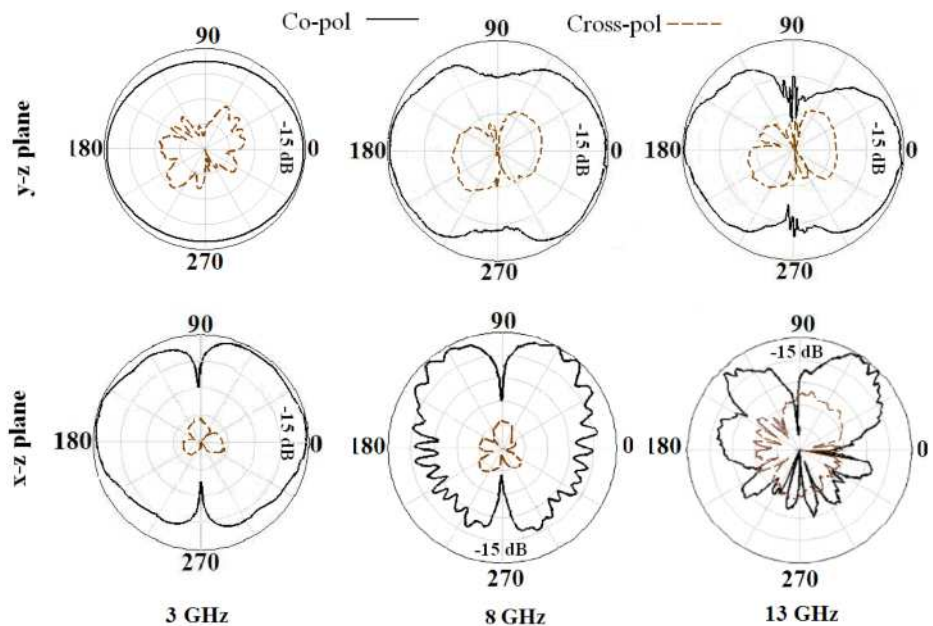 Co-pol Cross-pol
90 90 90
y-z plane
180 -15 dB 0 180 -15 dB 0 180 -15 dB 0
270 270 270
90 90 90
-15 dB
x-z plane
180 -15 dB 0 180 0 180 0
-15 dB
270 270 270
3 GHz 8 GHz 13 GHz